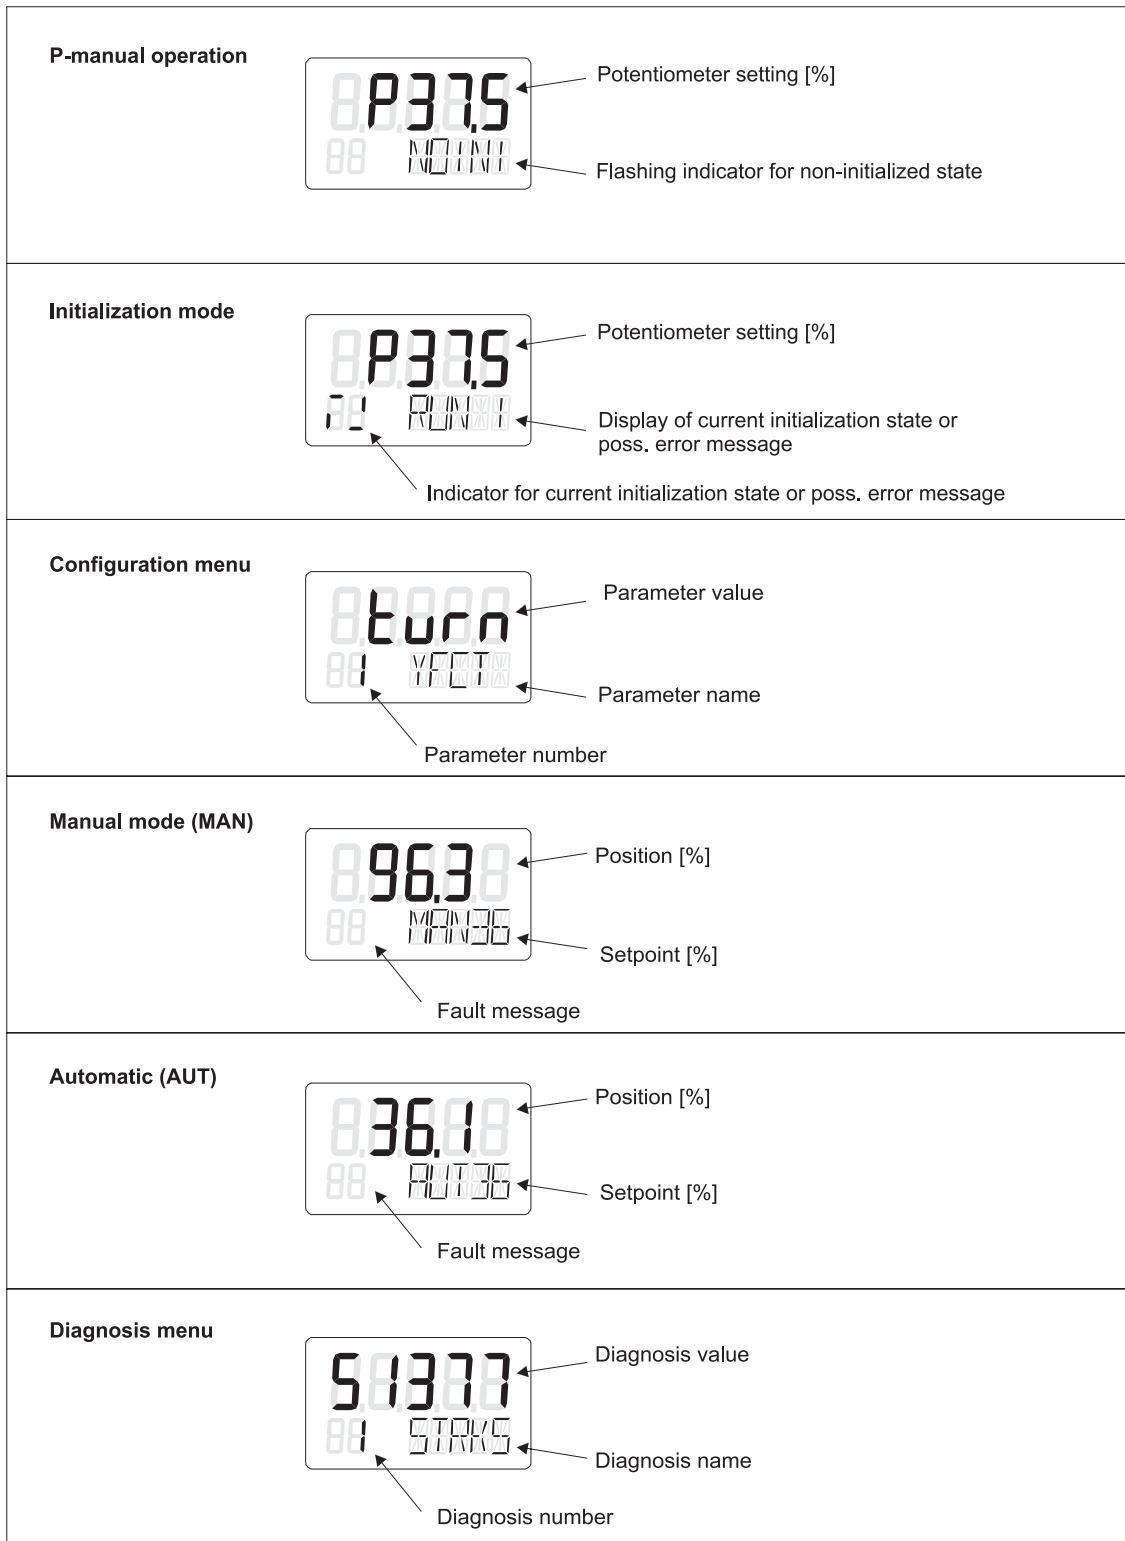 P-manual operation
P37,5
Potentiometer setting [%]
NOINI
Flashing indicator for non-initialized state
Initialization mode
P37,5
Potentiometer setting [%]
RUN 1
Display of current initialization state or
poss. error message
Indicator for current initialization state or poss. error message
Configuration menu
turn
Parameter value
1 YFCT
Parameter name
Parameter number
Manual mode (MAN)
96.3
Position [%]
MAN36
Setpoint [%]
Fault message
Automatic (AUT)
36.1
Position [%]
AUT36
Setpoint [%]
Fault message
Diagnosis menu
51377
Diagnosis value
1 STRKS
Diagnosis name
Diagnosis number